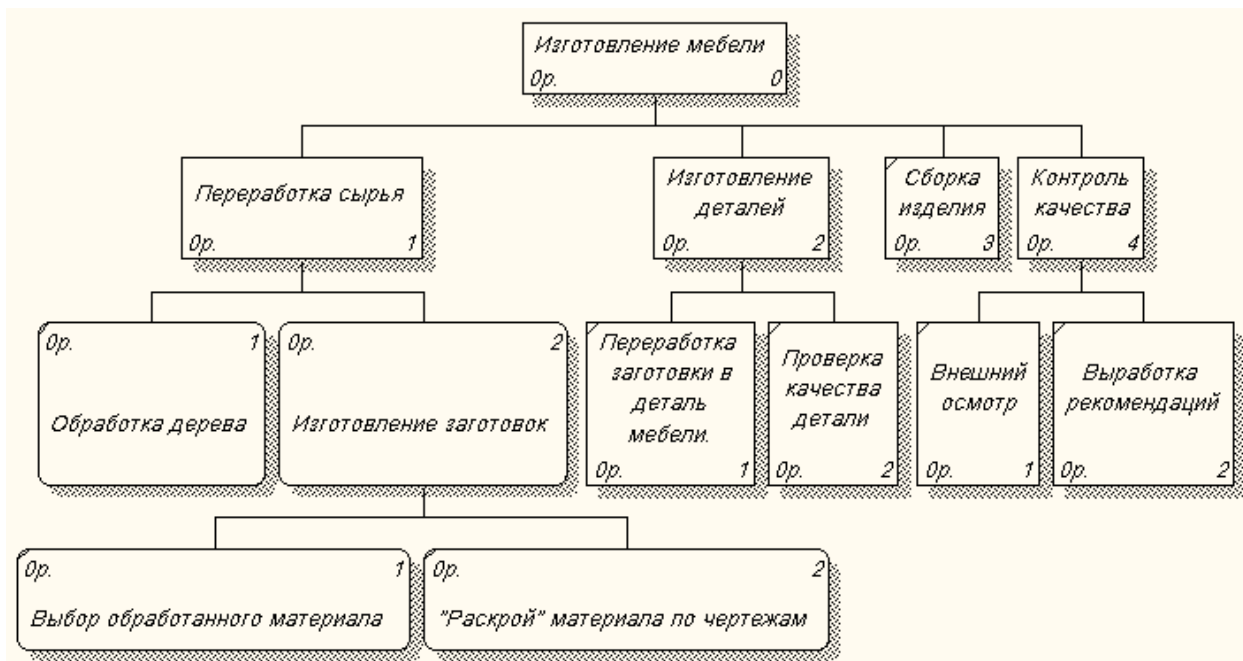 Изготовление мебели
0р. 0
Переработка сырья
0р. 1
Изготовление
деталей
0р. 2
Сборка
изделия
0р. 3
Контроль
качества
0р. 4
0р. 1
Обработка дерева
0р. 2
Изготовление заготовок
Переработка
заготовки в
деталь
мебели.
0р. 1
Проверка
качества
детали
0р. 2
Внешний
осмотр
0р. 1
Выработка
рекомендаций
0р. 2
0р. 1
Выбор обработанного материала
0р. 2
"Раскрой" материала по чертежам